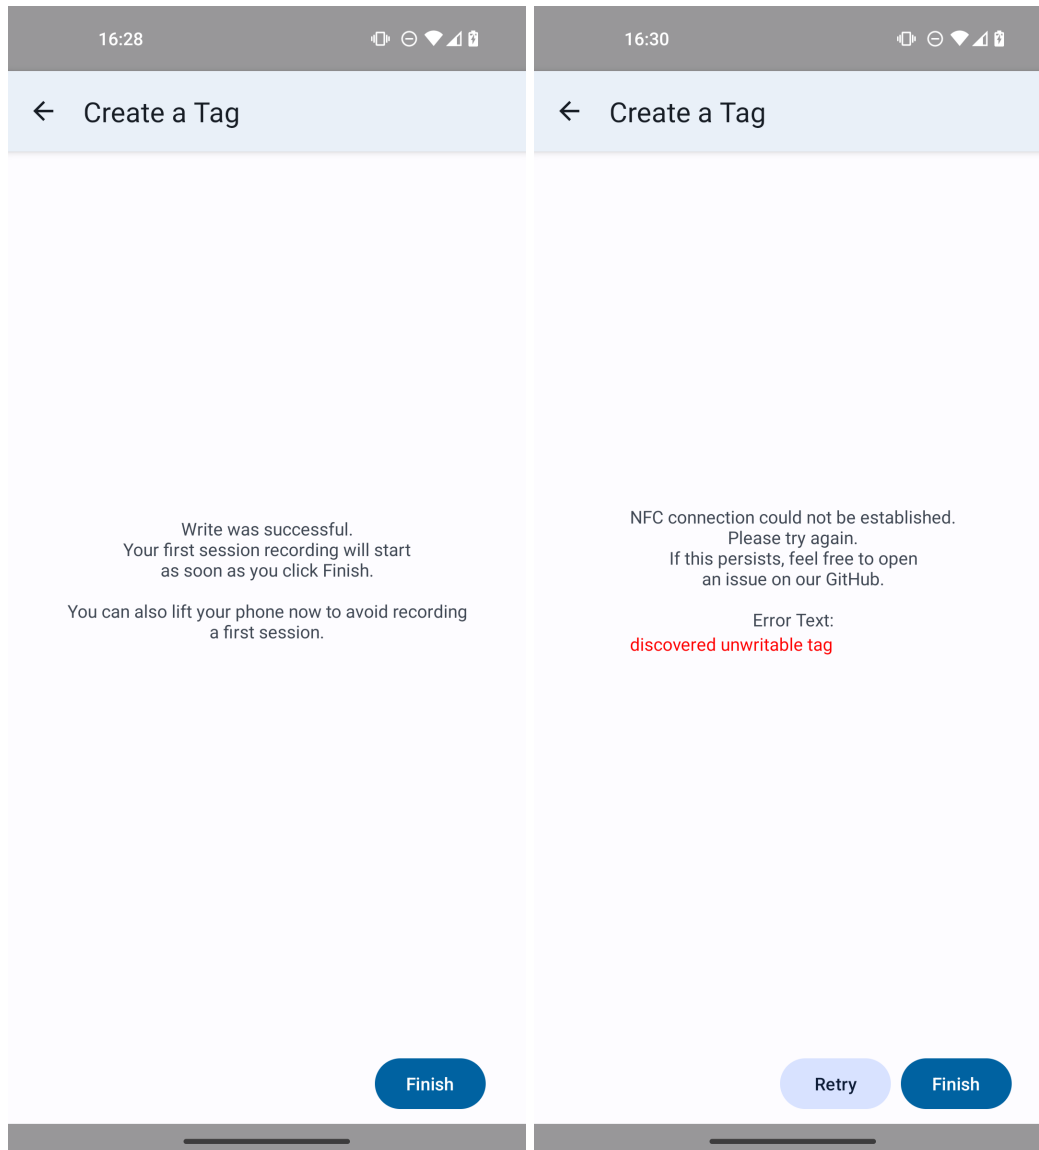 16:28
Create a Tag
Write was successful.
Your first session recording will start
as soon as you click Finish.
You can also lift your phone now to avoid recording
a first session.
Finish
16:30
Create a Tag
NFC connection could not be established.
Please try again.
If this persists, feel free to open
an issue on our GitHub.
Error Text:
discovered unwritable tag
Retry
Finish